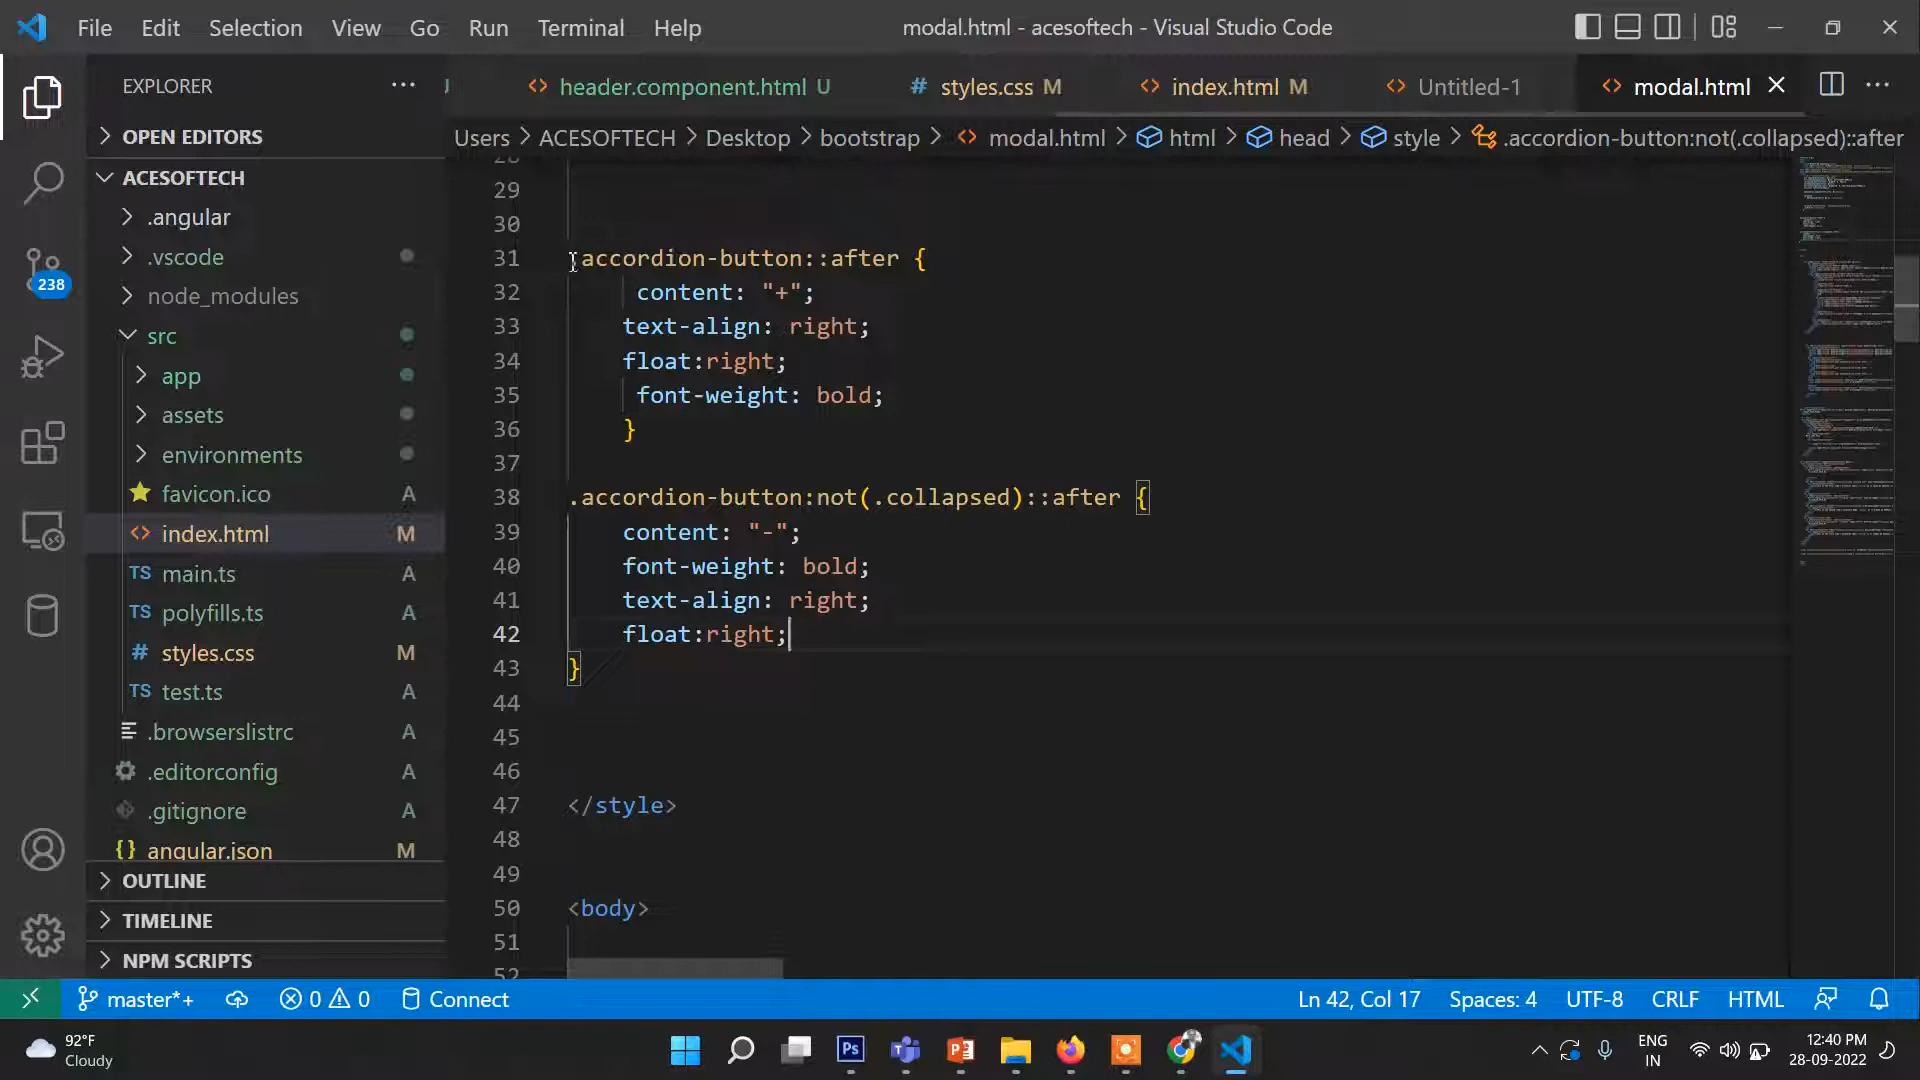 File Edit Selection View Go Run Terminal Help
modal.html - acesoftech - Visual Studio Code
EXPLORER
header.component.html U
# styles.css M
index.html M
Untitled-1
modal.html
OPEN EDITORS
Users > ACESOFTECH > Desktop > bootstrap > modal.html > html > head > style > .accordion-button:not(.collapsed)::after
ACESOFTECH
.angular
.vscode
node_modules
src
app
assets
environments
favicon.ico A
index.html M
TS main.ts A
TS polyfills.ts A
# styles.css M
TS test.ts A
.browserslistrc A
.editorconfig A
.gitignore A
{} angular.json M
OUTLINE
TIMELINE
NPM SCRIPTS
238
29
30
31 .accordion-button::after {
32 content: "+";
33 text-align: right;
34 float:right;
35 font-weight: bold;
36 }
37
38 .accordion-button:not(.collapsed)::after {
39 content: "-";
40 font-weight: bold;
41 text-align: right;
42 float:right;
43 }
44
45
46
47 </style>
48
49
50 <body>
51
52
master*+ 0 0 Connect
Ln 42, Col 17 Spaces: 4 UTF-8 CRLF HTML
92°F
Cloudy
Ps
ENG
IN
12:40 PM
28-09-2022